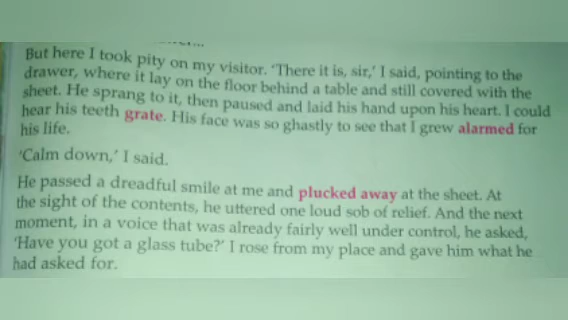 But here I took pity on my visitor. ‘There it is, sir,’ I said, pointing to the
drawer, where it lay on the floor behind a table and still covered with the
sheet. He sprang to it, then paused and laid his hand upon his heart. I could
hear his teeth grate. His face was so ghastly to see that I grew alarmed for
his life.
‘Calm down,’ I said.
He passed a dreadful smile at me and plucked away at the sheet. At
the sight of the contents, he uttered one loud sob of relief. And the next
moment, in a voice that was already fairly well under control, he asked,
‘Have you got a glass tube?’ I rose from my place and gave him what he
had asked for.